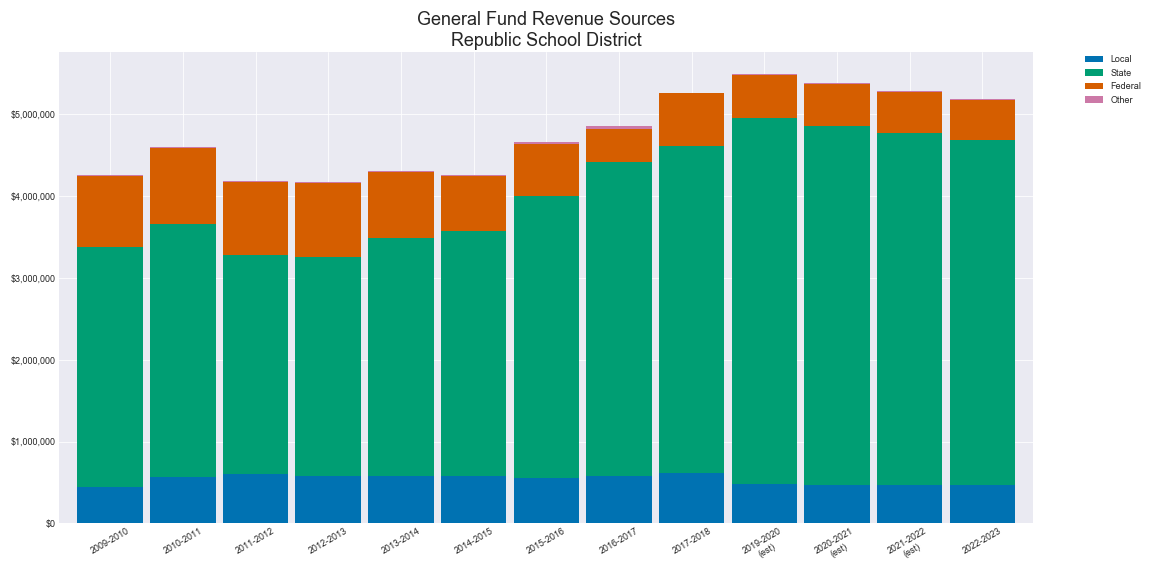 General Fund Revenue Sources
Republic School District
Local
State
Federal
Other
$5,000,000
$4,000,000
$3,000,000
$2,000,000
$1,000,000
$0
2009-2010
2010-2011
2011-2012
2012-2013
2013-2014
2014-2015
2015-2016
2016-2017
2017-2018
2019-2020
(est)
2020-2021
(est)
2021-2022
(est)
2022-2023